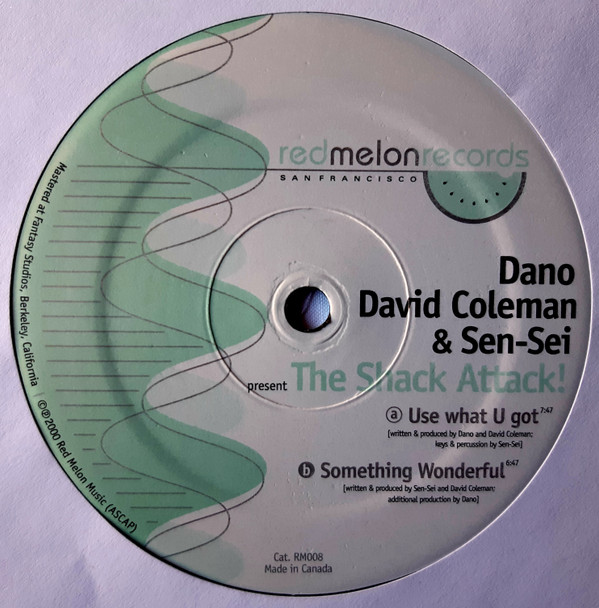 redmelonrecords
SAN FRANCISCO
Dano
David Coleman
& Sen-Sei
present The Shack Attack!
a Use what U got 7:47
[written & produced by Dano and David Coleman;
keys & percussion by Sen-Sei]
b Something Wonderful 6:47
[written & produced by Sen-Sei and David Coleman;
additional production by Dano]
Cat. RM008
Made in Canada
Mastered at Fantasy Studios, Berkeley, California | ©℗2000 Red Melon Music (ASCAP)